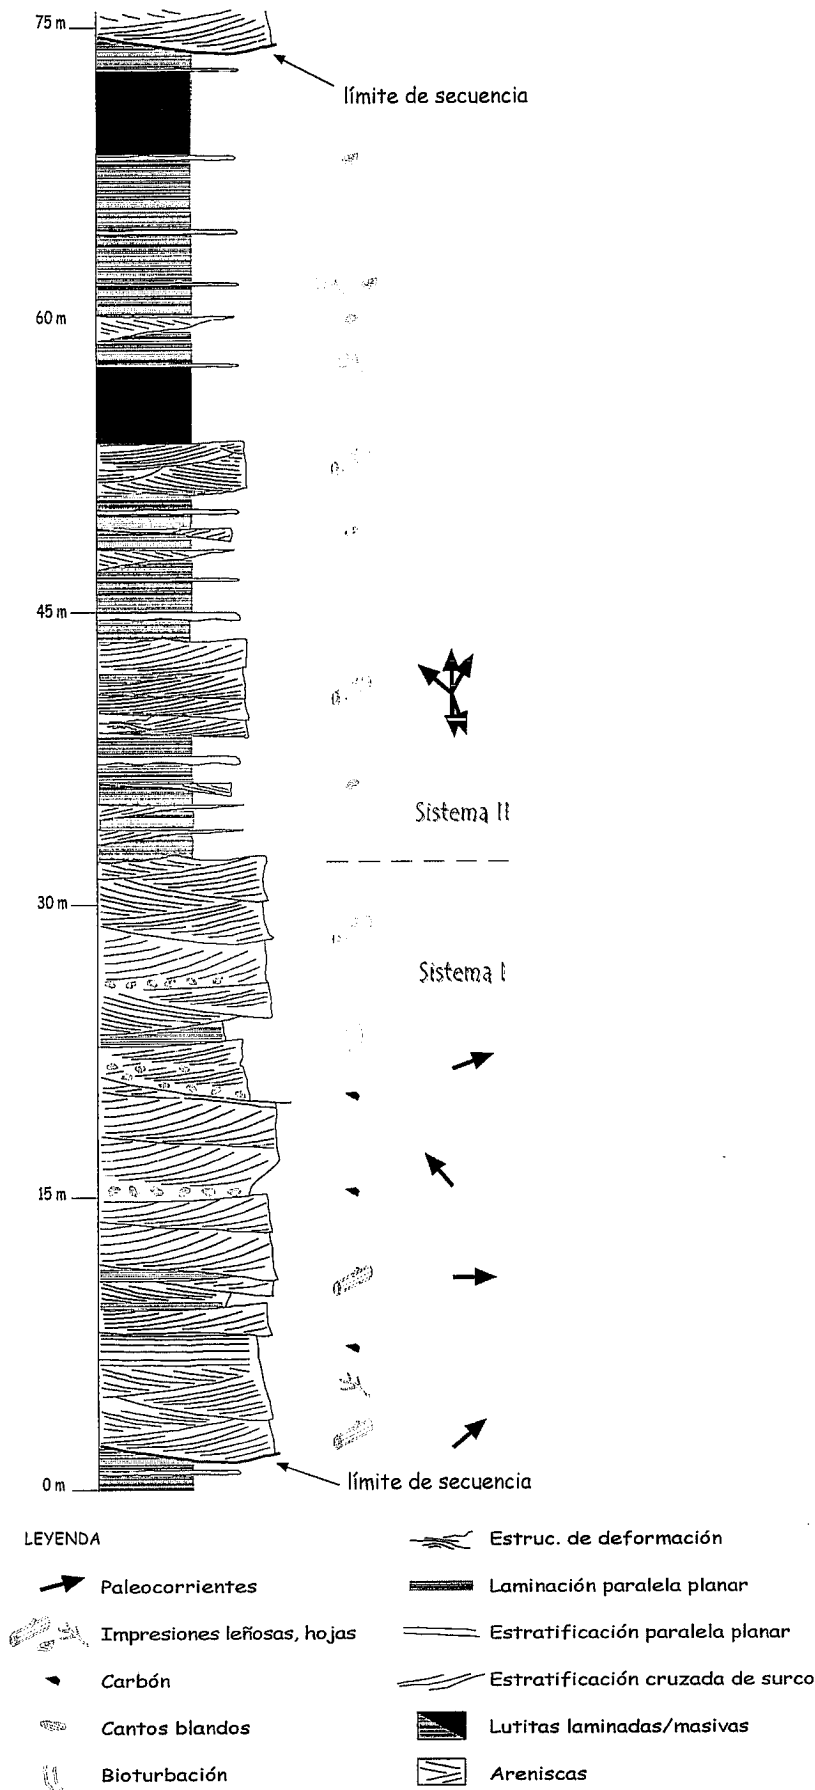 75 m
límite de secuencia
60 m
45 m
Sistema II
30 m
Sistema I
15 m
límite de secuencia
0 m
LEYENDA
Paleocorrientes
Impresiones leñosas, hojas
Carbón
Cantos blandos
Bioturbación
Estruc. de deformación
Laminación paralela planar
Estratificación paralela planar
Estratificación cruzada de surco
Lutitas laminadas/masivas
Areniscas